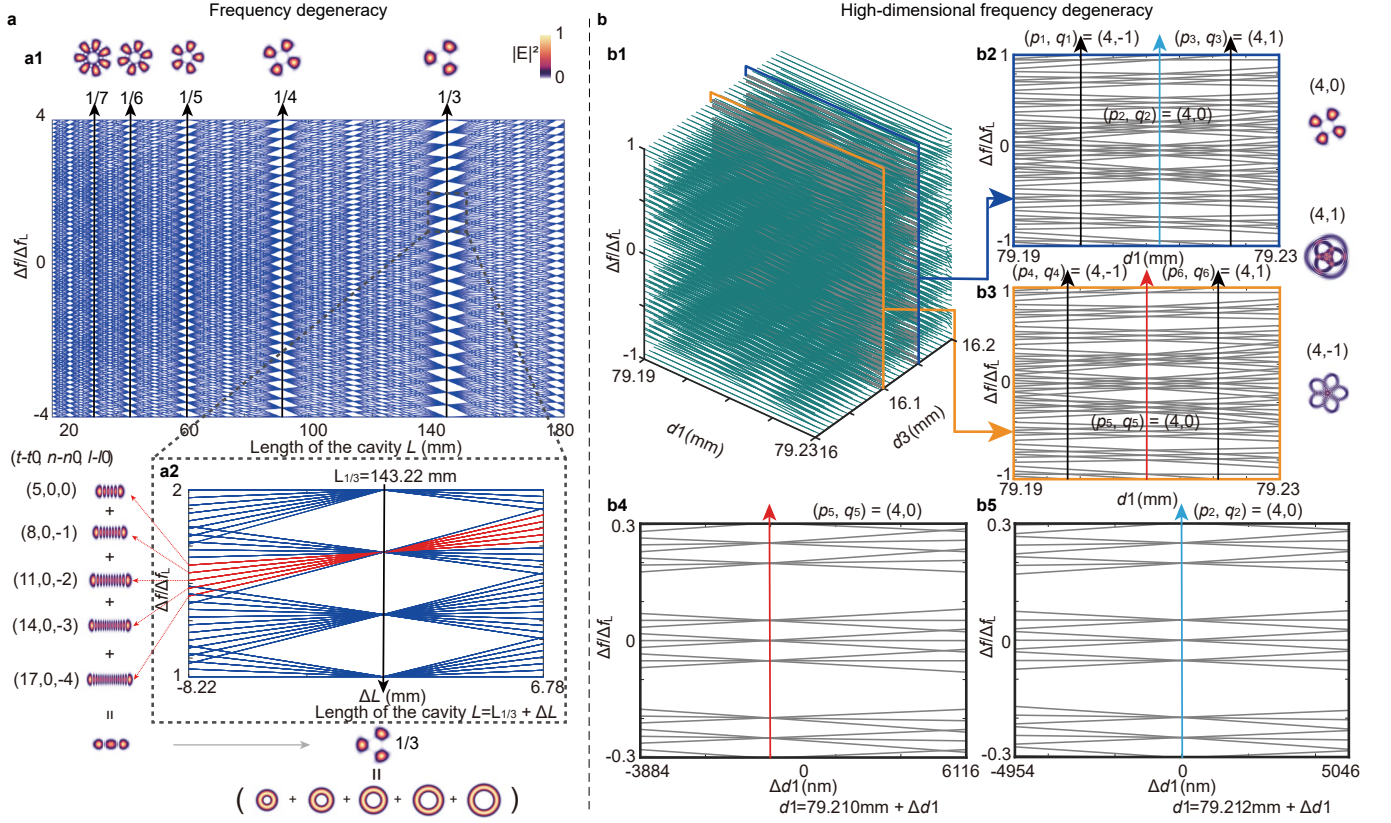 Frequency degeneracy
High-dimensional frequency degeneracy
a
a1
|E|²
1
0
1/7
1/6
1/5
1/4
1/3
4
0
-4
Δf/Δf_L
20
60
100
140
180
Length of the cavity L (mm)
(t-t0, n-n0, l-l0)
(5,0,0)
+
(8,0,-1)
+
(11,0,-2)
+
(14,0,-3)
+
(17,0,-4)
=
a2
L1/3=143.22 mm
2
1
Δf/Δf_L
-8.22
6.78
ΔL (mm)
Length of the cavity L=L1/3 + ΔL
1/3
=
( + + + + )
b
b1
1
0
-1
Δf/Δf_L
79.19
79.23
d1(mm)
16
16.1
16.2
d3(mm)
b2
(p1, q1) = (4,-1)
(p3, q3) = (4,1)
(p2, q2) = (4,0)
1
0
-1
Δf/Δf_L
79.19
d1(mm)
79.23
b3
(p4, q4) = (4,-1)
(p6, q6) = (4,1)
(p5, q5) = (4,0)
1
0
-1
Δf/Δf_L
79.19
d1(mm)
79.23
(4,0)
(4,1)
(4,-1)
b4
(p5, q5) = (4,0)
0.3
0
-0.3
Δf/Δf_L
-3884
0
6116
Δd1(nm)
d1=79.210mm + Δd1
b5
(p2, q2) = (4,0)
0.3
0
-0.3
Δf/Δf_L
-4954
0
5046
Δd1(nm)
d1=79.212mm + Δd1